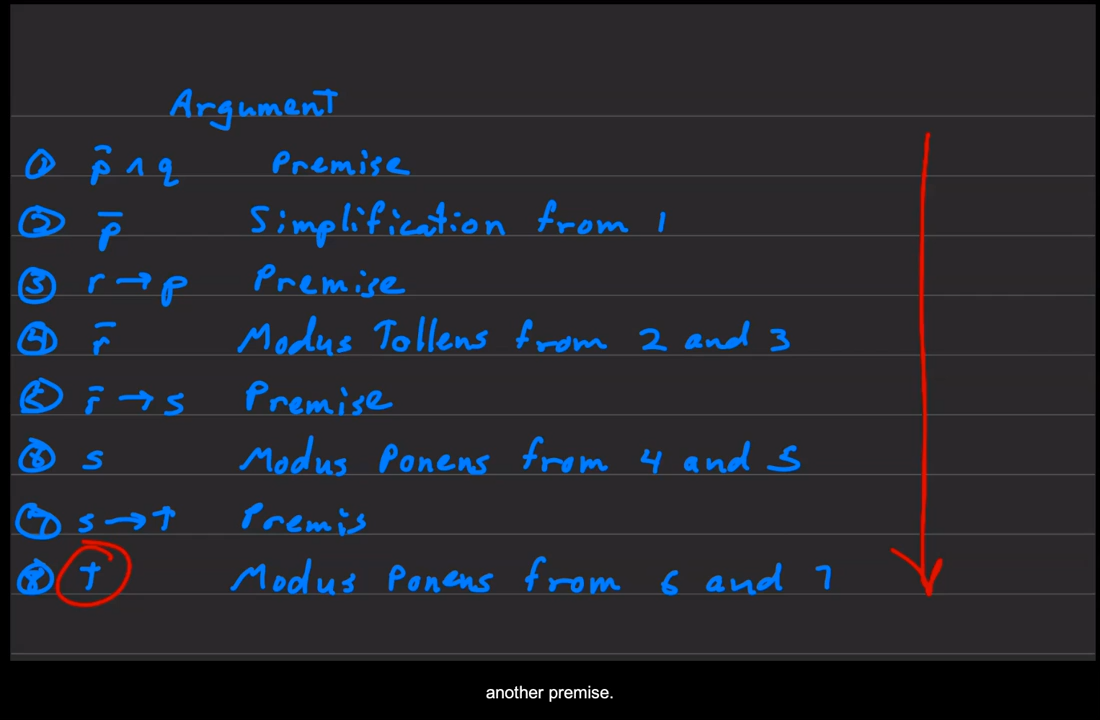 Argument
① p̄ ∧ q Premise
② p̄ Simplification from 1
③ r → p Premise
④ r̄ Modus Tollens from 2 and 3
⑤ r̄ → s Premise
⑥ s Modus Ponens from 4 and 5
⑦ s → t Premis
⑧ t Modus Ponens from 6 and 7
another premise.